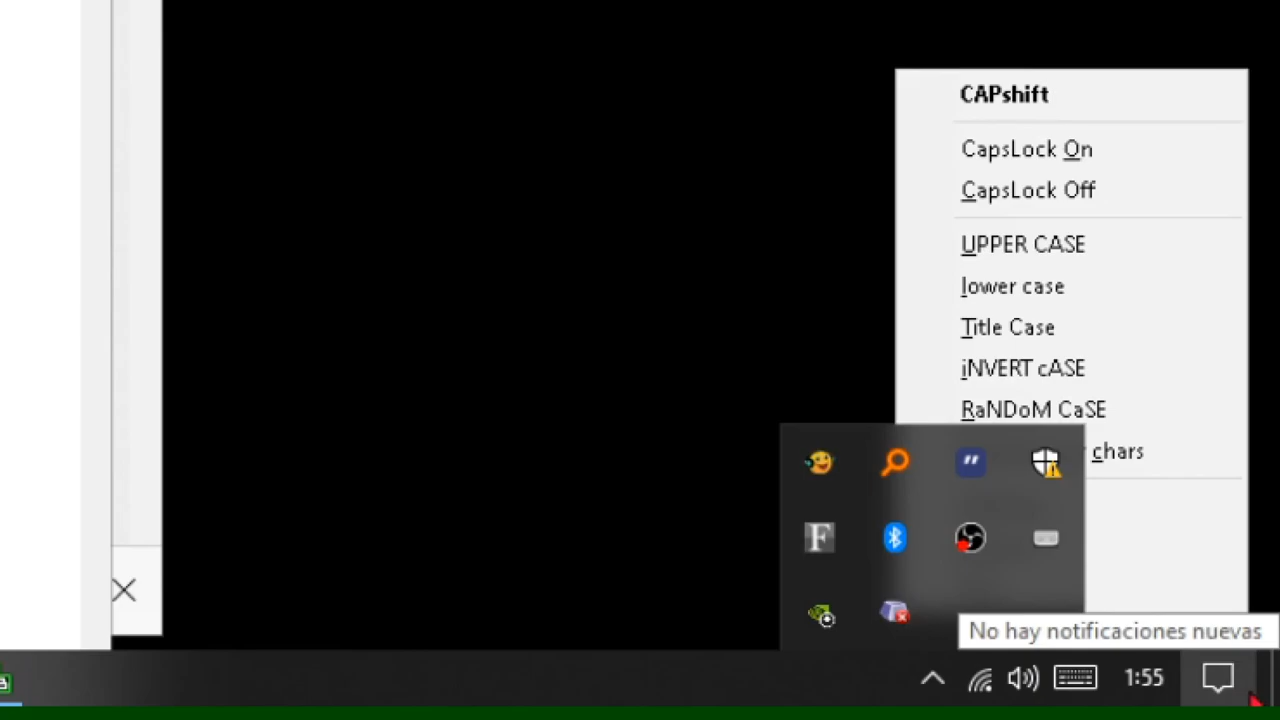 CAPshift
CapsLock On
CapsLock Off
UPPER CASE
lower case
Title Case
iNVERT cASE
RaNDoM CaSE
chars
F
No hay notificaciones nuevas
1:55